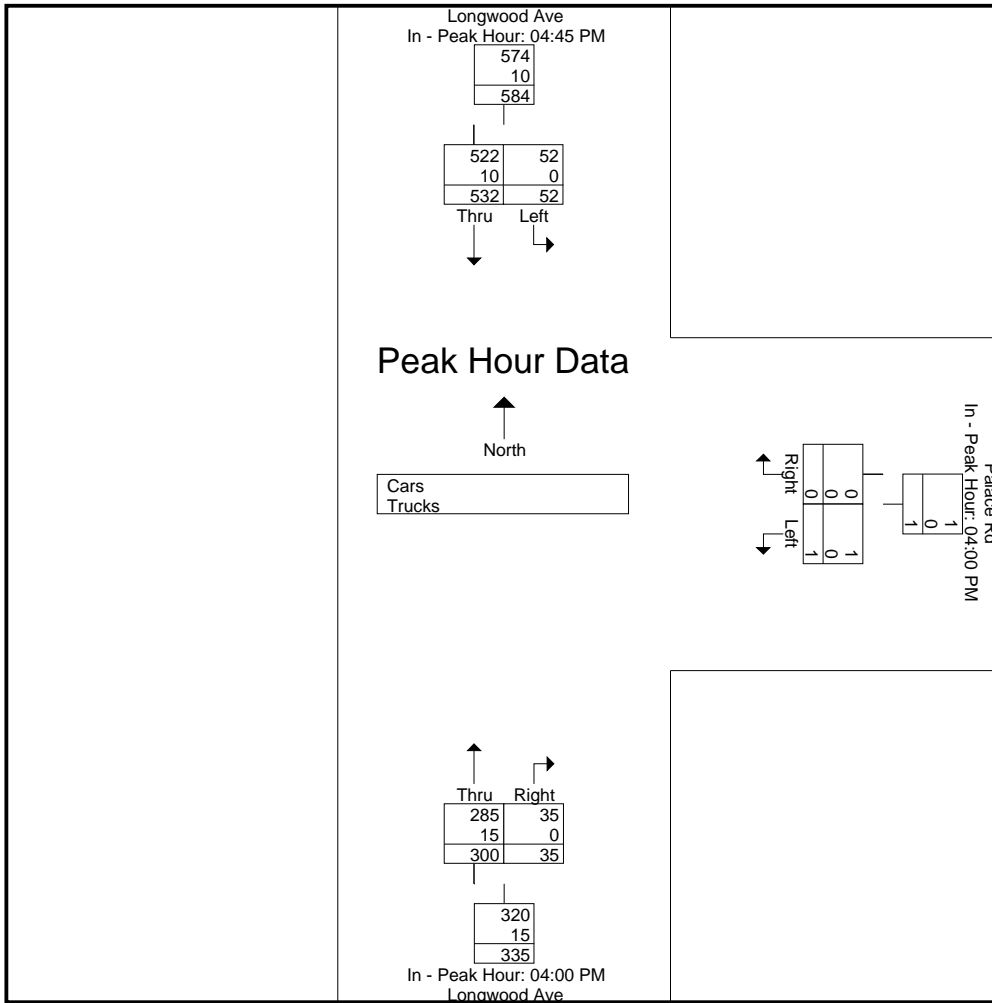 Longwood Ave
In - Peak Hour: 04:45 PM
574
10
584
522 52
10 0
532 52
Thru Left
Peak Hour Data
North
Cars
Trucks
Right Left
0 1
0 0
0 1
1
0
1
In - Peak Hour: 04:00 PM
Palace Rd
Thru Right
285 35
15 0
300 35
320
15
335
In - Peak Hour: 04:00 PM
Longwood Ave